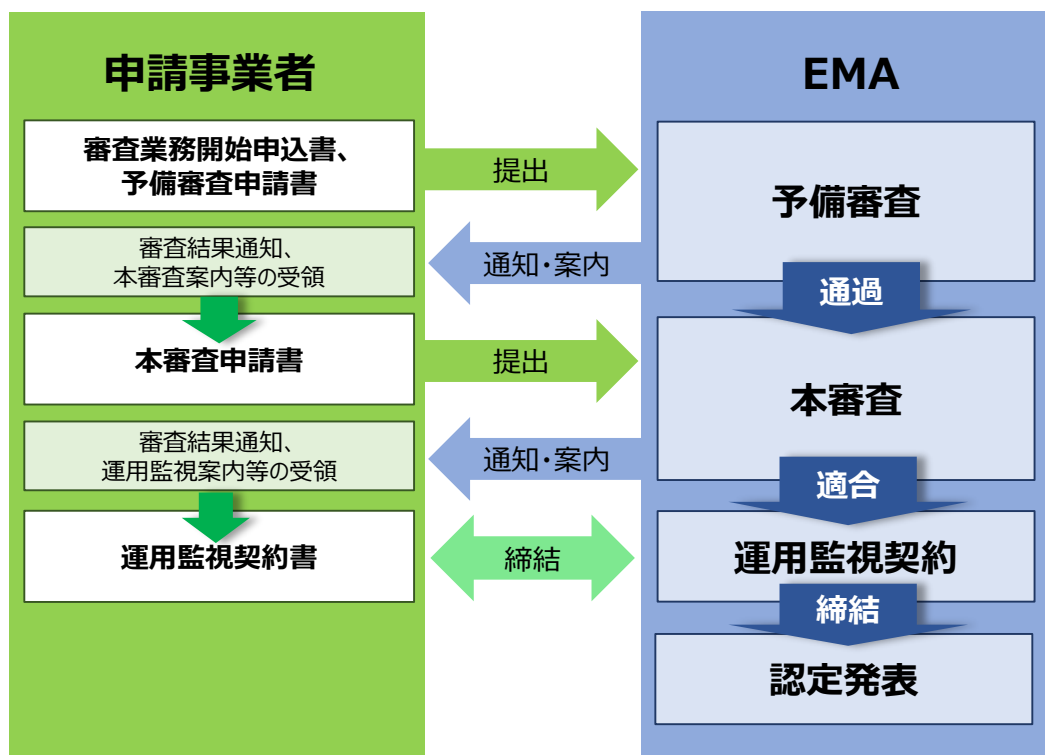 申請事業者
EMA
審査業務開始申込書、
予備審査申請書
提出
予備審査
審査結果通知、
本審査案内等の受領
通知・案内
通過
本審査申請書
提出
本審査
審査結果通知、
運用監視案内等の受領
通知・案内
適合
運用監視契約書
締結
運用監視契約
締結
認定発表